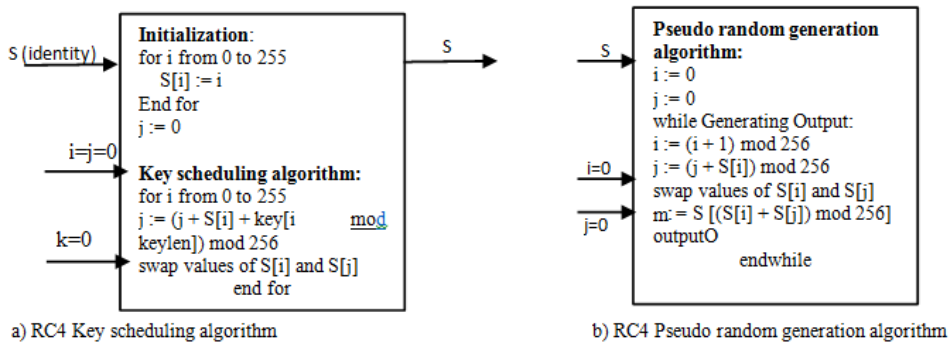 S (identity)
Initialization:
for i from 0 to 255
S[i] := i
End for
j := 0
i=j=0
Key scheduling algorithm:
for i from 0 to 255
j := (j + S[i] + key[i mod
keylen]) mod 256
k=0
swap values of S[i] and S[j]
end for
S
a) RC4 Key scheduling algorithm
S
Pseudo random generation
algorithm:
i := 0
j := 0
while Generating Output:
i := (i + 1) mod 256
i=0
j := (j + S[i]) mod 256
swap values of S[i] and S[j]
j=0
m:= S [(S[i] + S[j]) mod 256]
outputO
endwhile
b) RC4 Pseudo random generation algorithm